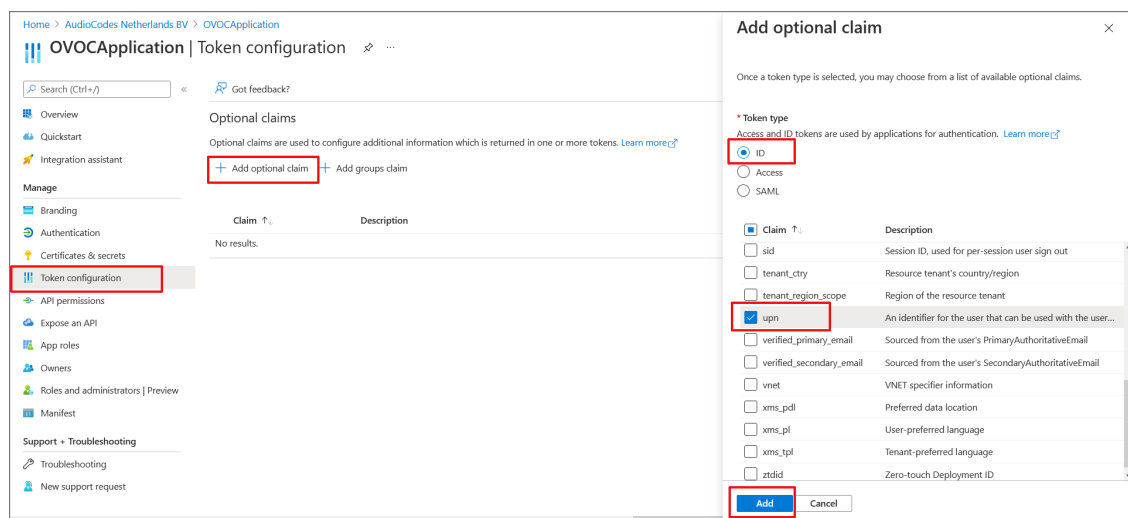 Home > AudioCodes Netherlands BV > OVOCApplication
OVOCApplication | Token configuration ...
Search (Ctrl+/)
«
Overview
Quickstart
Integration assistant
Manage
Branding
Authentication
Certificates & secrets
Token configuration
API permissions
Expose an API
App roles
Owners
Roles and administrators | Preview
Manifest
Support + Troubleshooting
Troubleshooting
New support request
Got feedback?
Optional claims
Optional claims are used to configure additional information which is returned in one or more tokens. Learn more
+ Add optional claim + Add groups claim
Claim ↑↓ Description
No results.
Add optional claim ×
Once a token type is selected, you may choose from a list of available optional claims.
* Token type
Access and ID tokens are used by applications for authentication. Learn more
ID
Access
SAML
Claim ↑↓ Description
sid Session ID, used for per-session user sign out
tenant_ctry Resource tenant's country/region
tenant_region_scope Region of the resource tenant
upn An identifier for the user that can be used with the user...
verified_primary_email Sourced from the user's PrimaryAuthoritativeEmail
verified_secondary_email Sourced from the user's SecondaryAuthoritativeEmail
vnet VNET specifier information
xms_pdl Preferred data location
xms_pl User-preferred language
xms_tpl Tenant-preferred language
ztdid Zero-touch Deployment ID
Add Cancel